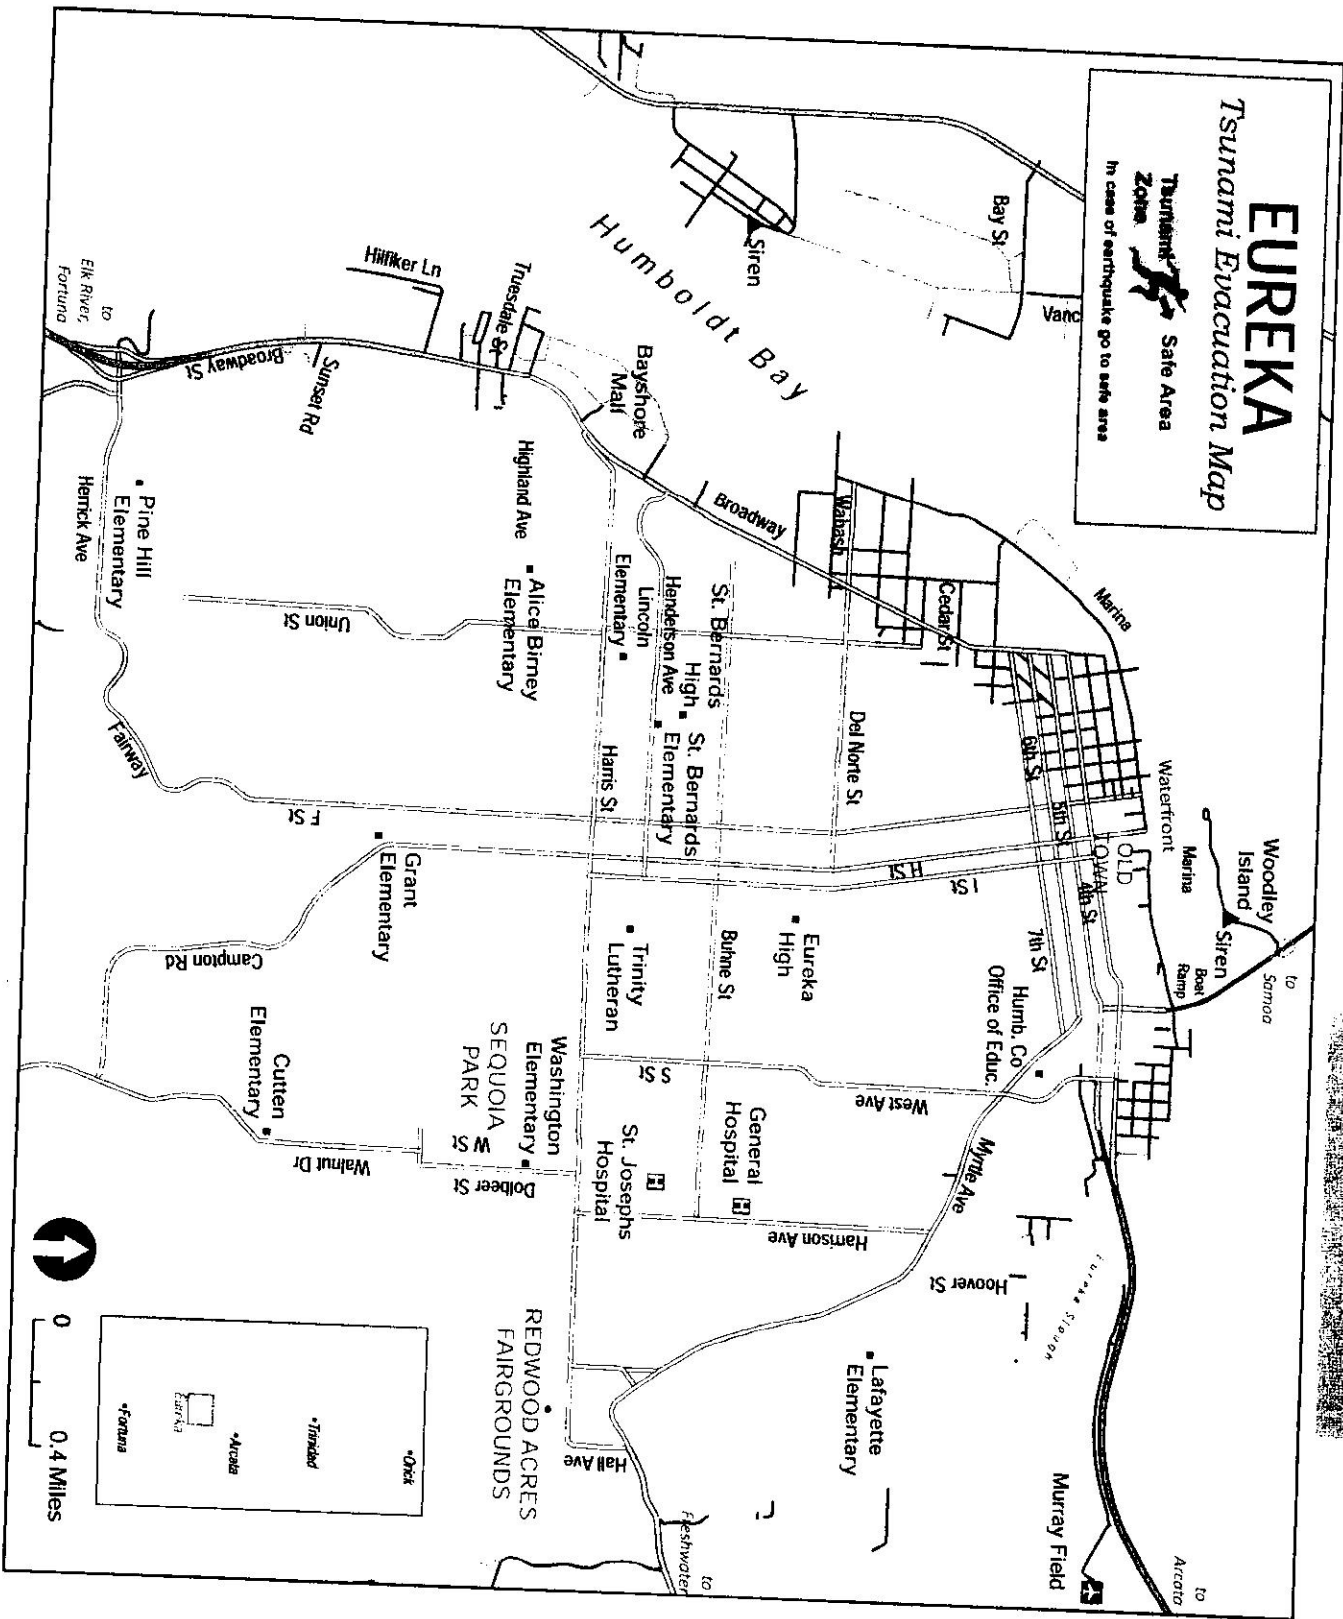 EUREKA
Tsunami Evacuation Map
Tsunami
Zone
Safe Area
In case of earthquake go to safe area
Bay St
Vanc
Siren
Humboldt Bay
Marina
Waterfront
Marina
Woodley
Island
Siren
Boat
Ramp
to
Samoa
OLD
TOWN
4th St
5th St
6th St
7th St
Cedar St
Wabash
Broadway
Del Norte St
Bayshore
Mall
Truesdale St
Hilfiker Ln
Sunset Rd
Broadway St
to
Elk River,
Fortuna
Highland Ave
Alice Birney
Elementary
Pine Hill
Elementary
Herrick Ave
Union St
Fairway
St. Bernards
High
Henderson Ave
Lincoln
Elementary
St. Bernards
Elementary
Harris St
F St
H St
I St
Buhne St
Eureka
High
Humb. Co
Office of Educ.
Grant
Elementary
Trinity
Lutheran
Campton Rd
S St
West Ave
General
Hospital
H
St. Josephs
Hospital
H
Washington
Elementary
SEQUOIA
PARK
W St
Dolbeer St
Cutten
Elementary
Walnut Dr
Harrison Ave
Myrtle Ave
Hoover St
Eureka Slough
Lafayette
Elementary
Murray Field
to
Arcata
Hall Ave
to
Freshwater
REDWOOD ACRES
FAIRGROUNDS
Orick
Trinidad
Arcata
Eureka
Fortuna
0
0.4 Miles